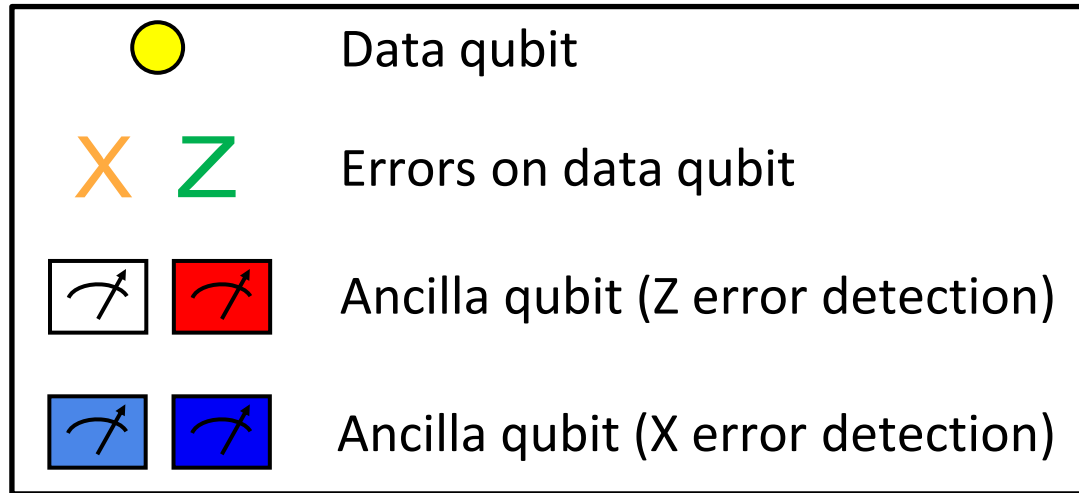 Data qubit
X Z Errors on data qubit
Ancilla qubit (Z error detection)
Ancilla qubit (X error detection)